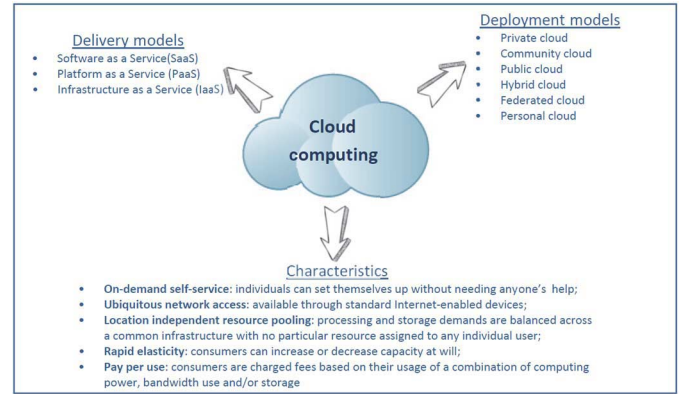 Delivery models
• Software as a Service(SaaS)
• Platform as a Service (PaaS)
• Infrastructure as a Service (IaaS)
Deployment models
• Private cloud
• Community cloud
• Public cloud
• Hybrid cloud
• Federated cloud
• Personal cloud
Cloud
computing
Characteristics
• On-demand self-service: individuals can set themselves up without needing anyone's help;
• Ubiquitous network access: available through standard Internet-enabled devices;
• Location independent resource pooling: processing and storage demands are balanced across
a common infrastructure with no particular resource assigned to any individual user;
• Rapid elasticity: consumers can increase or decrease capacity at will;
• Pay per use: consumers are charged fees based on their usage of a combination of computing
power, bandwidth use and/or storage